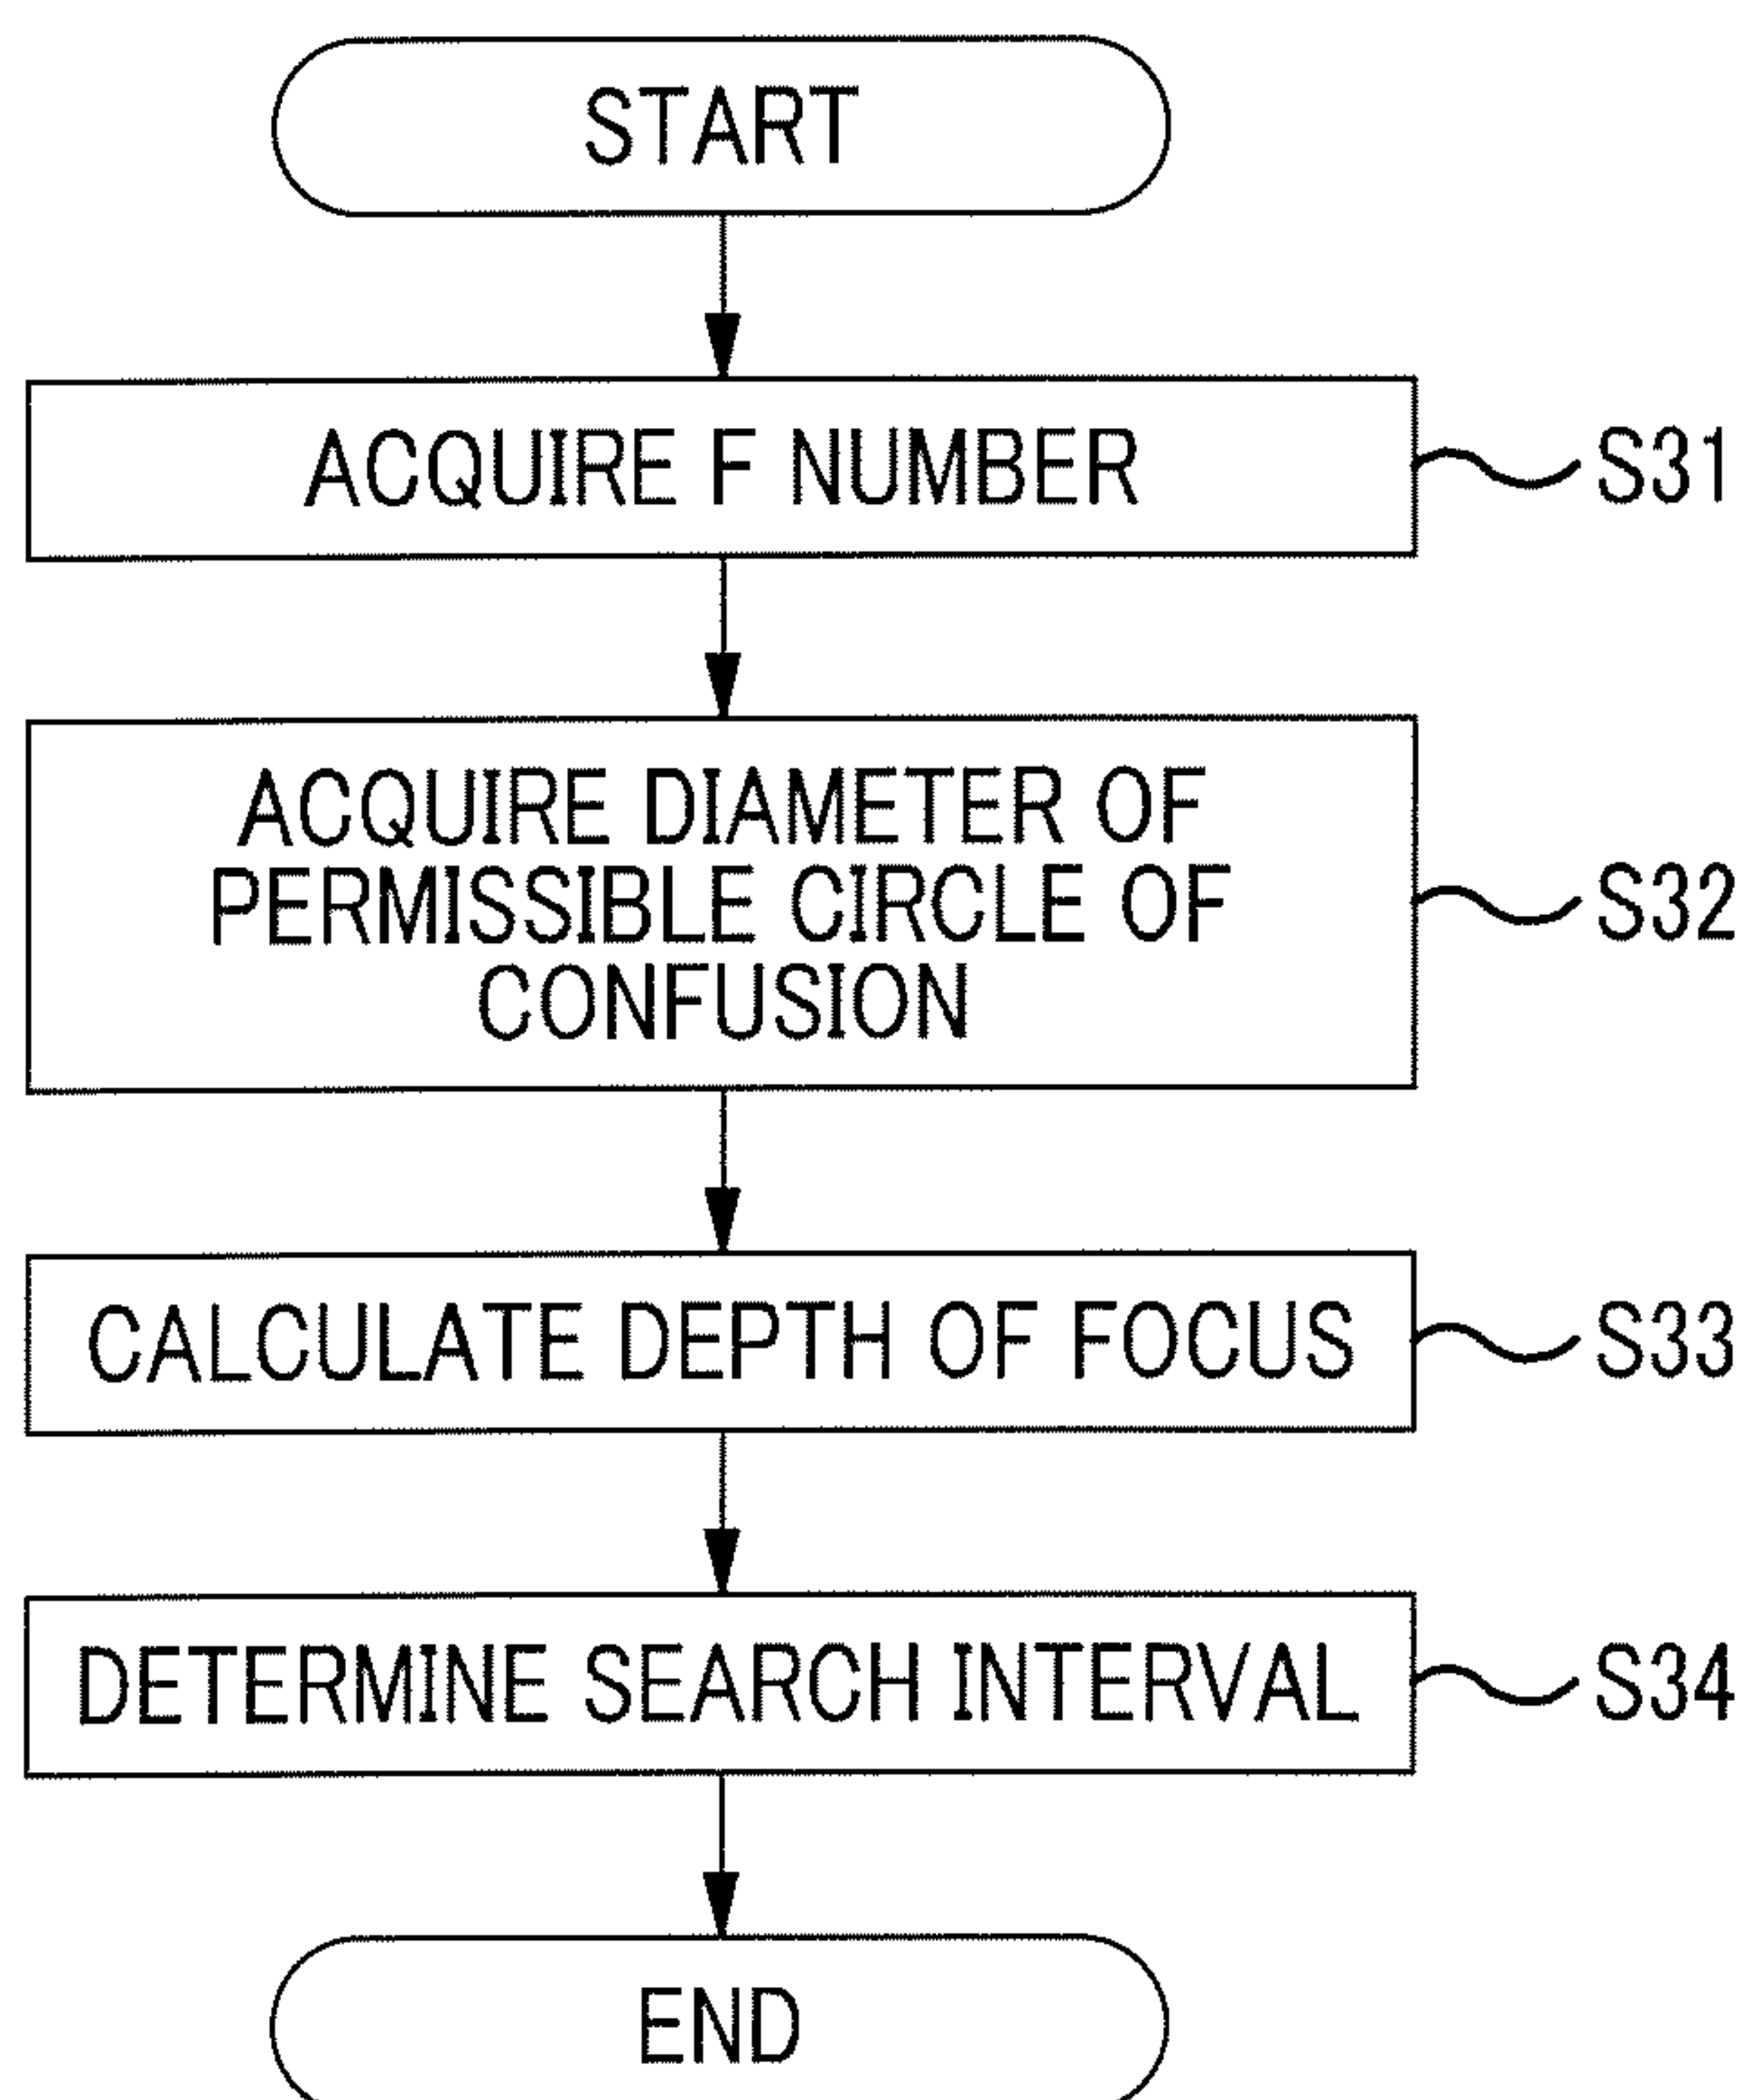 START
ACQUIRE F NUMBER
S31
ACQUIRE DIAMETER OF
PERMISSIBLE CIRCLE OF
CONFUSION
S32
CALCULATE DEPTH OF FOCUS
S33
DETERMINE SEARCH INTERVAL
S34
END